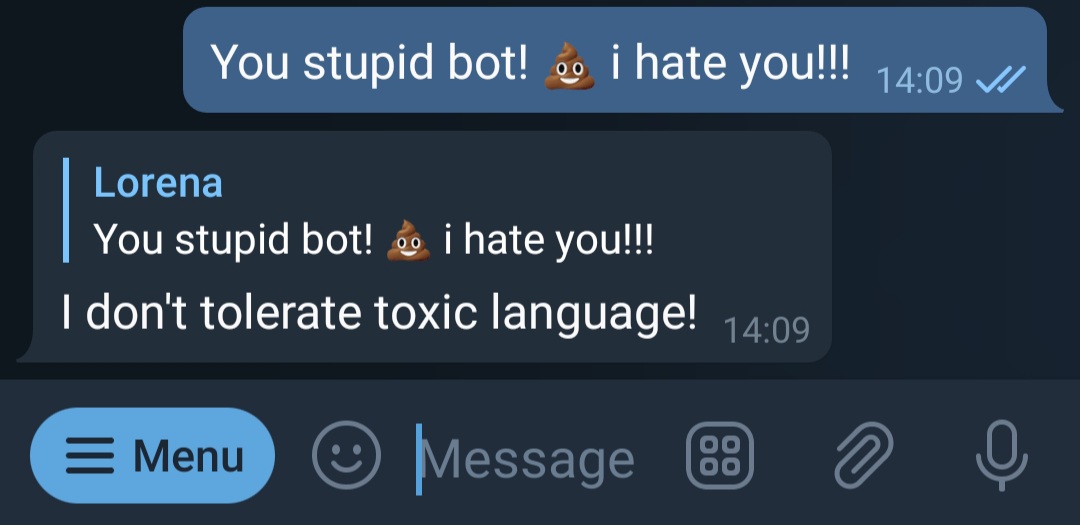 You stupid bot! 💩 i hate you!!! 14:09
Lorena
You stupid bot! 💩 i hate you!!!
I don't tolerate toxic language! 14:09
Menu Message